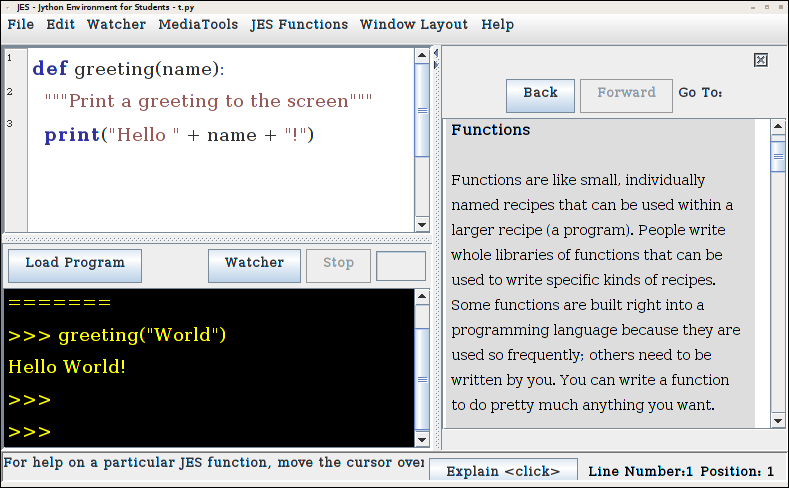 JES - Jython Environment for Students - t.py
File Edit Watcher MediaTools JES Functions Window Layout Help
1 def greeting(name):
2 """Print a greeting to the screen"""
3 print("Hello " + name + "!")
Load Program Watcher Stop
=======
>>> greeting("World")
Hello World!
>>>
>>>
Back Forward Go To:
Functions
Functions are like small, individually
named recipes that can be used within a
larger recipe (a program). People write
whole libraries of functions that can be
used to write specific kinds of recipes.
Some functions are built right into a
programming language because they are
used so frequently; others need to be
written by you. You can write a function
to do pretty much anything you want.
For help on a particular JES function, move the cursor over
Explain <click> Line Number:1 Position: 1